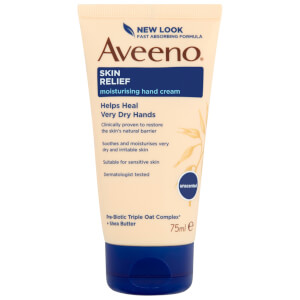 NEW LOOK
FAST ABSORBING FORMULA
Aveeno®
SKIN
RELIEF
moisturising hand cream
Helps Heal
Very Dry Hands
Clinically proven to restore
the skin's natural barrier
Soothes and moisturises very
dry and irritable skin
Suitable for sensitive skin
Dermatologist tested
unscented
Pre-Biotic Triple Oat Complex
+ Shea Butter
75ml ℮